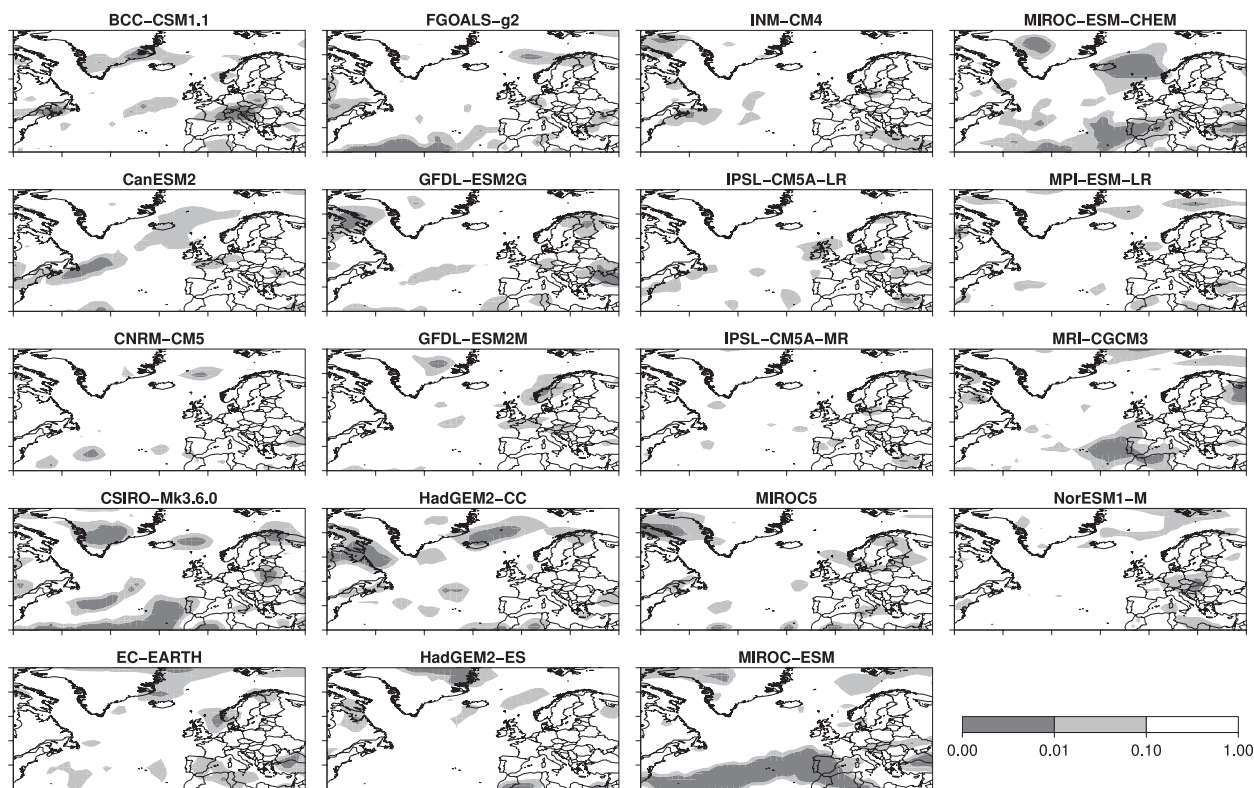 BCC-CSM1.1 FGOALS-g2 INM-CM4 MIROC-ESM-CHEM
CanESM2 GFDL-ESM2G IPSL-CM5A-LR MPI-ESM-LR
CNRM-CM5 GFDL-ESM2M IPSL-CM5A-MR MRI-CGCM3
CSIRO-Mk3.6.0 HadGEM2-CC MIROC5 NorESM1-M
EC-EARTH HadGEM2-ES MIROC-ESM
0.00 0.01 0.10 1.00